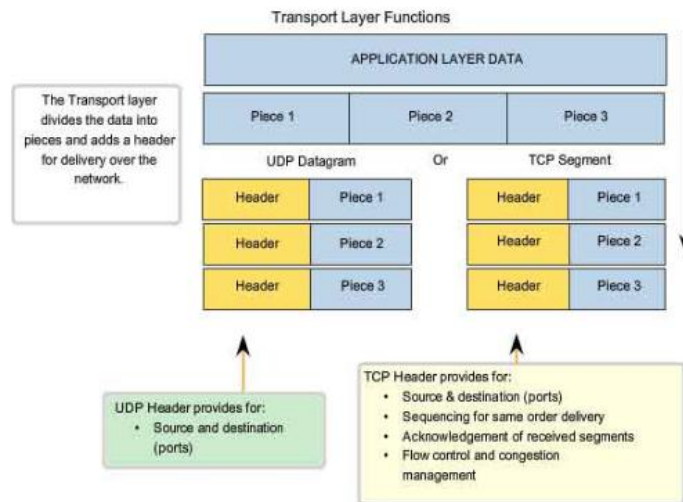 Transport Layer Functions
APPLICATION LAYER DATA
The Transport layer
divides the data into
pieces and adds a header
for delivery over the
network.
Piece 1 Piece 2 Piece 3
UDP Datagram Or TCP Segment
Header Piece 1 Header Piece 1
Header Piece 2 Header Piece 2
Header Piece 3 Header Piece 3
UDP Header provides for:
• Source and destination
(ports)
TCP Header provides for:
• Source & destination (ports)
• Sequencing for same order delivery
• Acknowledgement of received segments
• Flow control and congestion
management